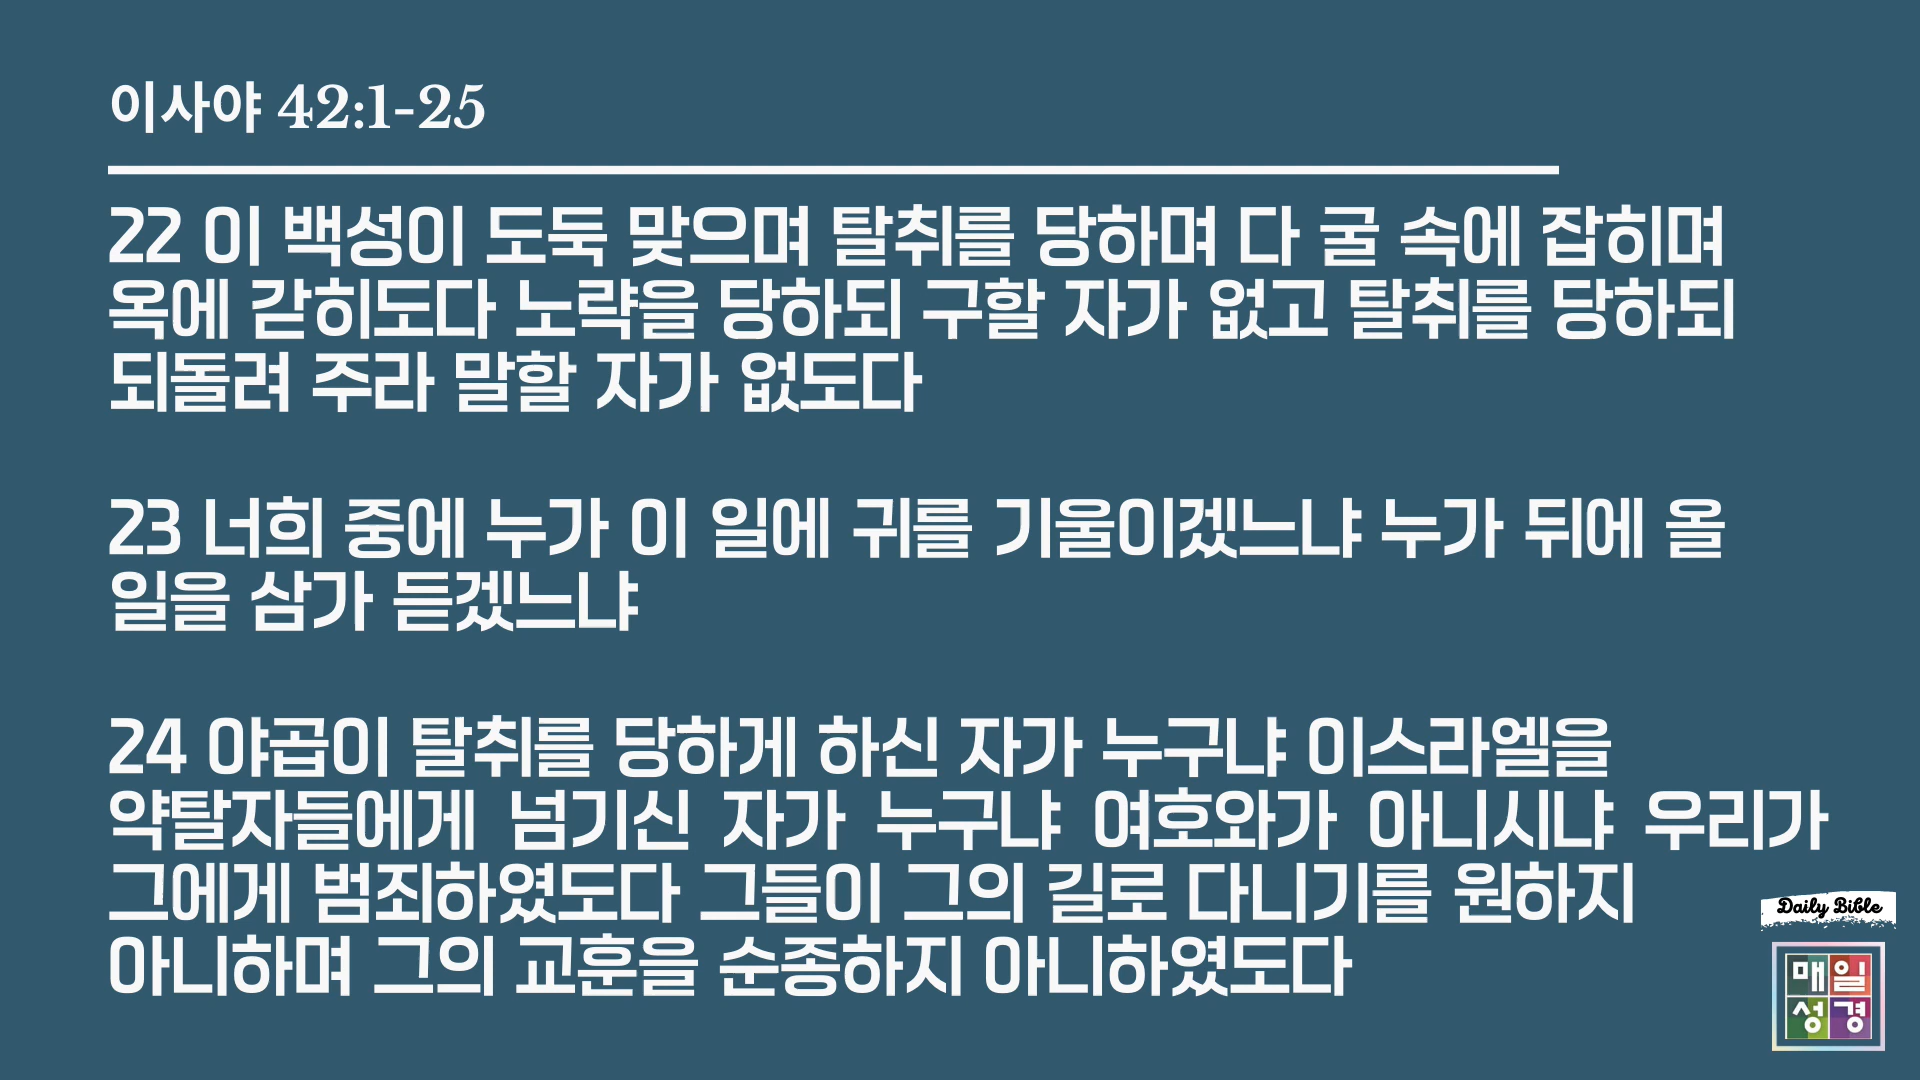 이사야 42:1-25
22 이 백성이 도둑 맞으며 탈취를 당하며 다 굴 속에 잡히며
옥에 갇히도다 노략을 당하되 구할 자가 없고 탈취를 당하되
되돌려 주라 말할 자가 없도다
23 너희 중에 누가 이 일에 귀를 기울이겠느냐 누가 뒤에 올
일을 삼가 듣겠느냐
24 야곱이 탈취를 당하게 하신 자가 누구냐 이스라엘을
약탈자들에게 넘기신 자가 누구냐 여호와가 아니시냐 우리가
그에게 범죄하였도다 그들이 그의 길로 다니기를 원하지
아니하며 그의 교훈을 순종하지 아니하였도다
Daily Bible
매일
성경